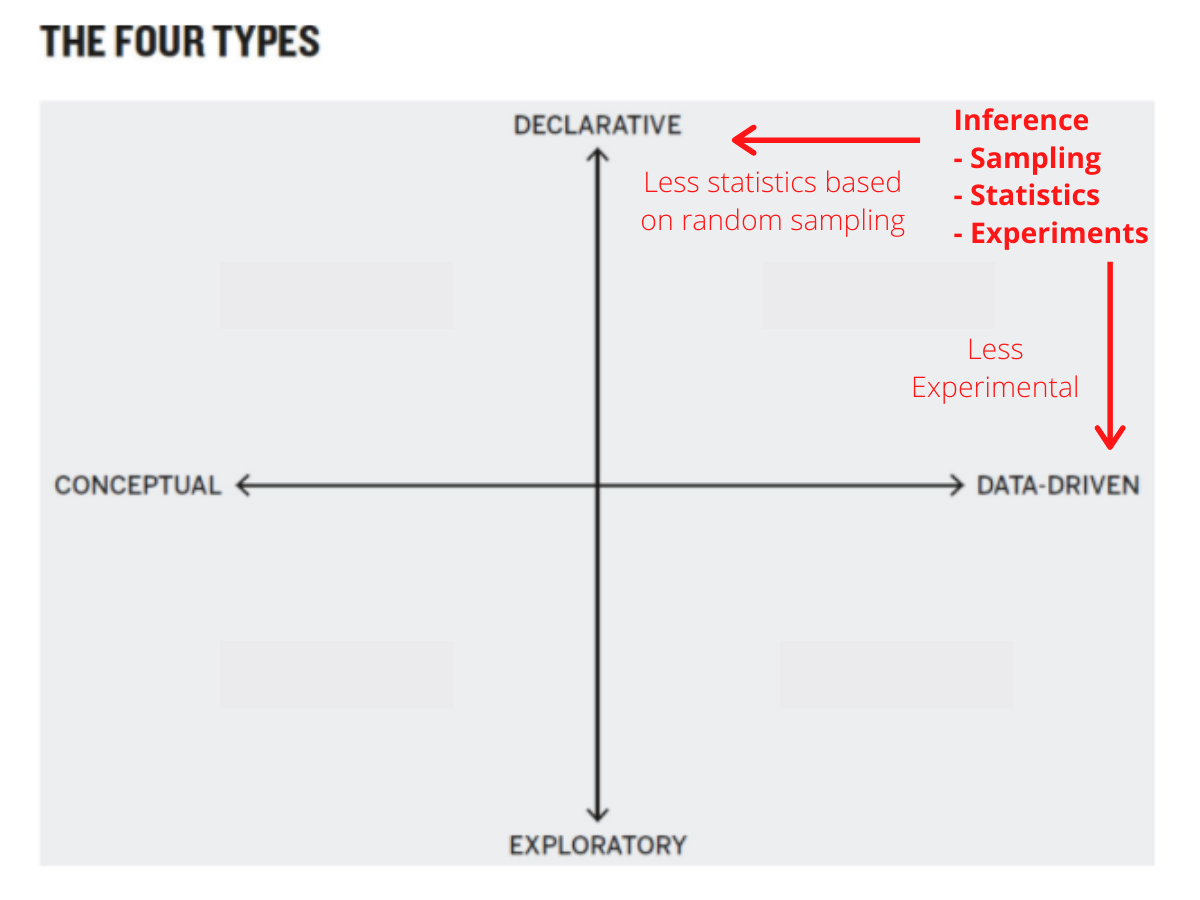 THE FOUR TYPES
DECLARATIVE
Inference
- Sampling
- Statistics
- Experiments
Less statistics based
on random sampling
Less
Experimental
CONCEPTUAL
DATA-DRIVEN
EXPLORATORY